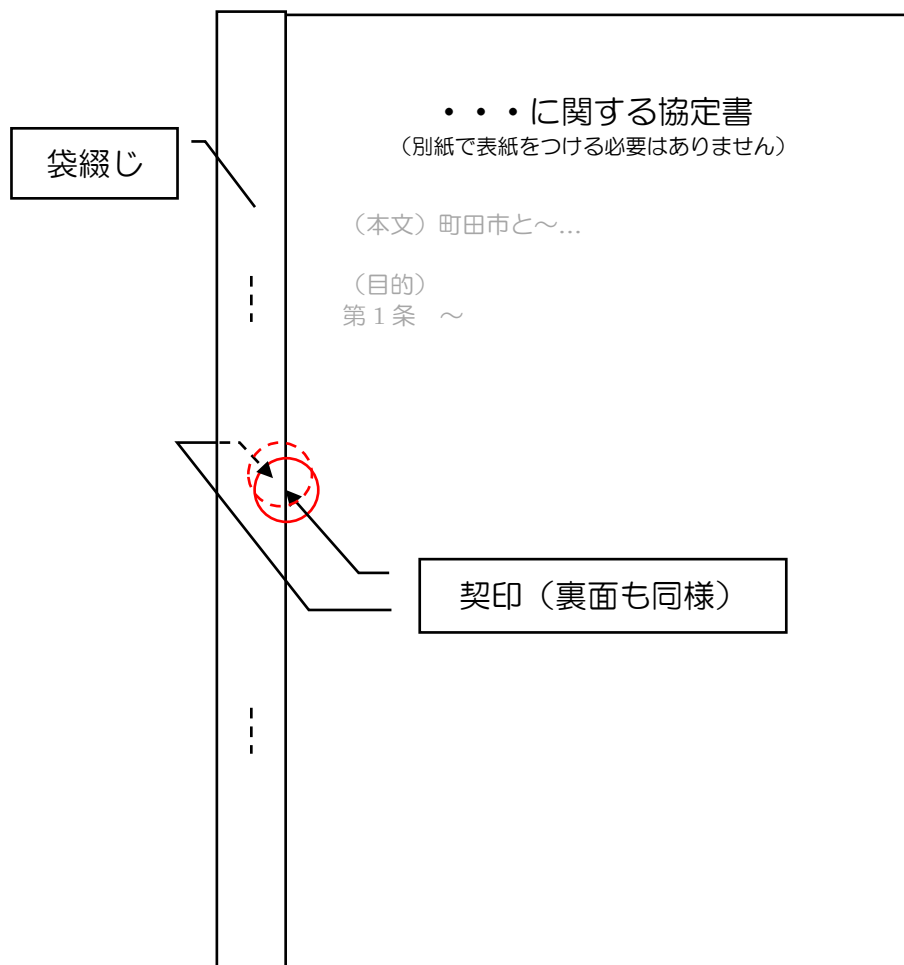 ・・・に関する協定書
（別紙で表紙をつける必要はありません）
袋綴じ
（本文）町田市と～…
（目的）
第1条　～
契印（裏面も同様）